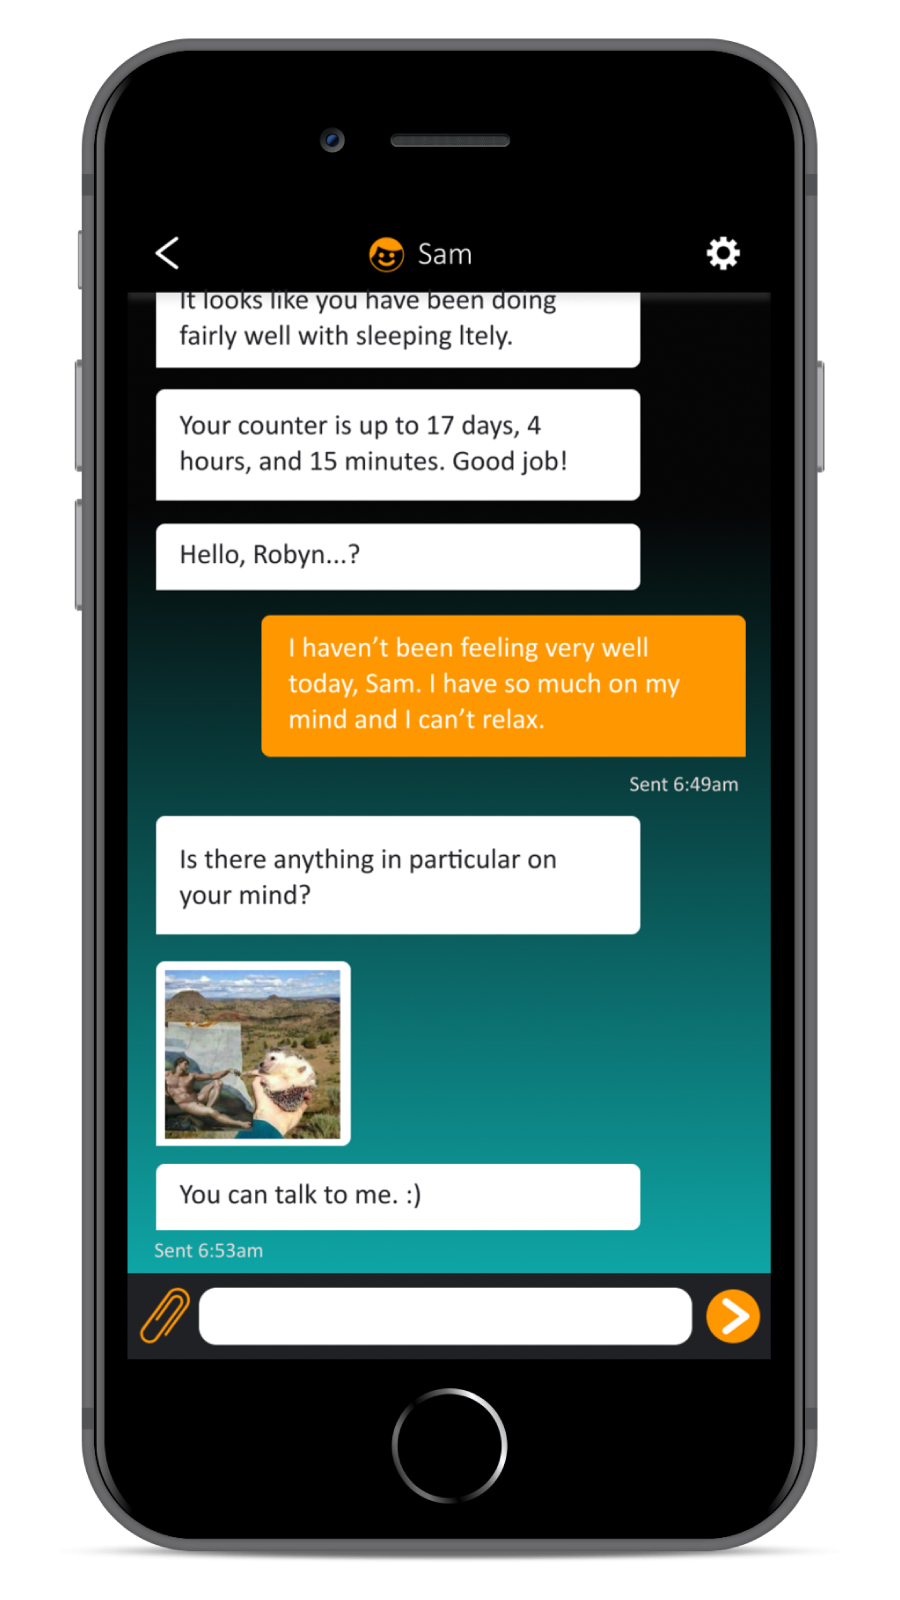 Sam
It looks like you have been doing
fairly well with sleeping ltely.
Your counter is up to 17 days, 4
hours, and 15 minutes. Good job!
Hello, Robyn...?
I haven’t been feeling very well
today, Sam. I have so much on my
mind and I can’t relax.
Sent 6:49am
Is there anything in particular on
your mind?
You can talk to me. :)
Sent 6:53am